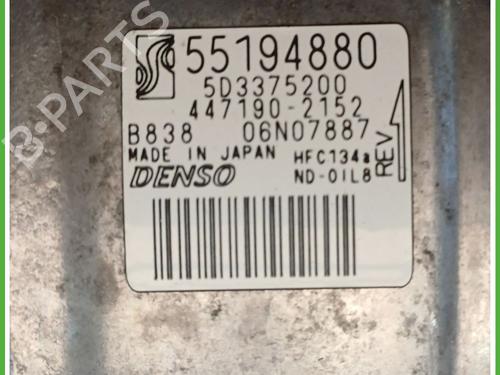 55194880
5D3375200
447190-2152
B838 06N07887
MADE IN JAPAN HFC134a
DENSO ND-OIL8
REV
B-PARTS